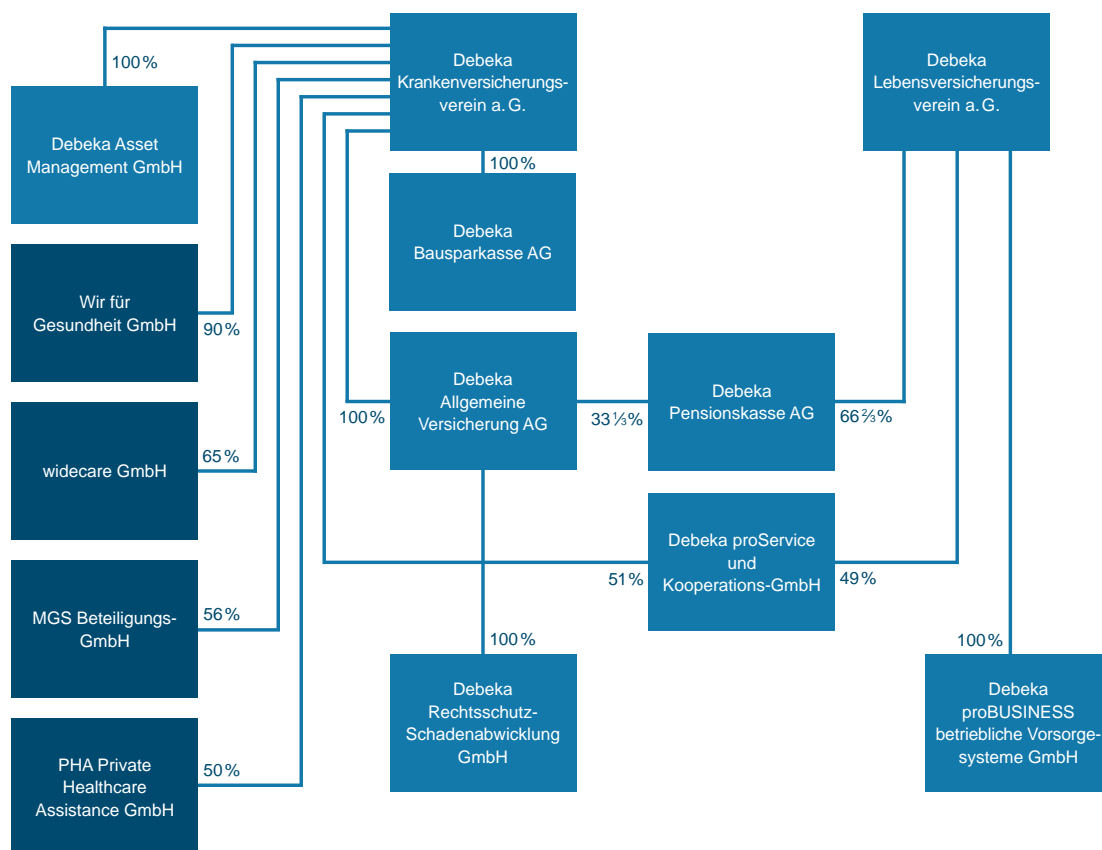 Debeka
Krankenversicherungs-
verein a. G.
Debeka
Lebensversicherungs-
verein a. G.
100 %
Debeka Asset
Management GmbH
100 %
Debeka
Bausparkasse AG
Wir für
Gesundheit GmbH
90 %
Debeka
Allgemeine
Versicherung AG
100 %
33 ⅓ %
Debeka
Pensionskasse AG
66 ⅔ %
widecare GmbH
65 %
Debeka proService
und
Kooperations-GmbH
51 %
49 %
MGS Beteiligungs-
GmbH
56 %
100 %
Debeka
Rechtsschutz-
Schadenabwicklung
GmbH
100 %
Debeka
proBUSINESS
betriebliche Vorsorge-
systeme GmbH
PHA Private
Healthcare
Assistance GmbH
50 %